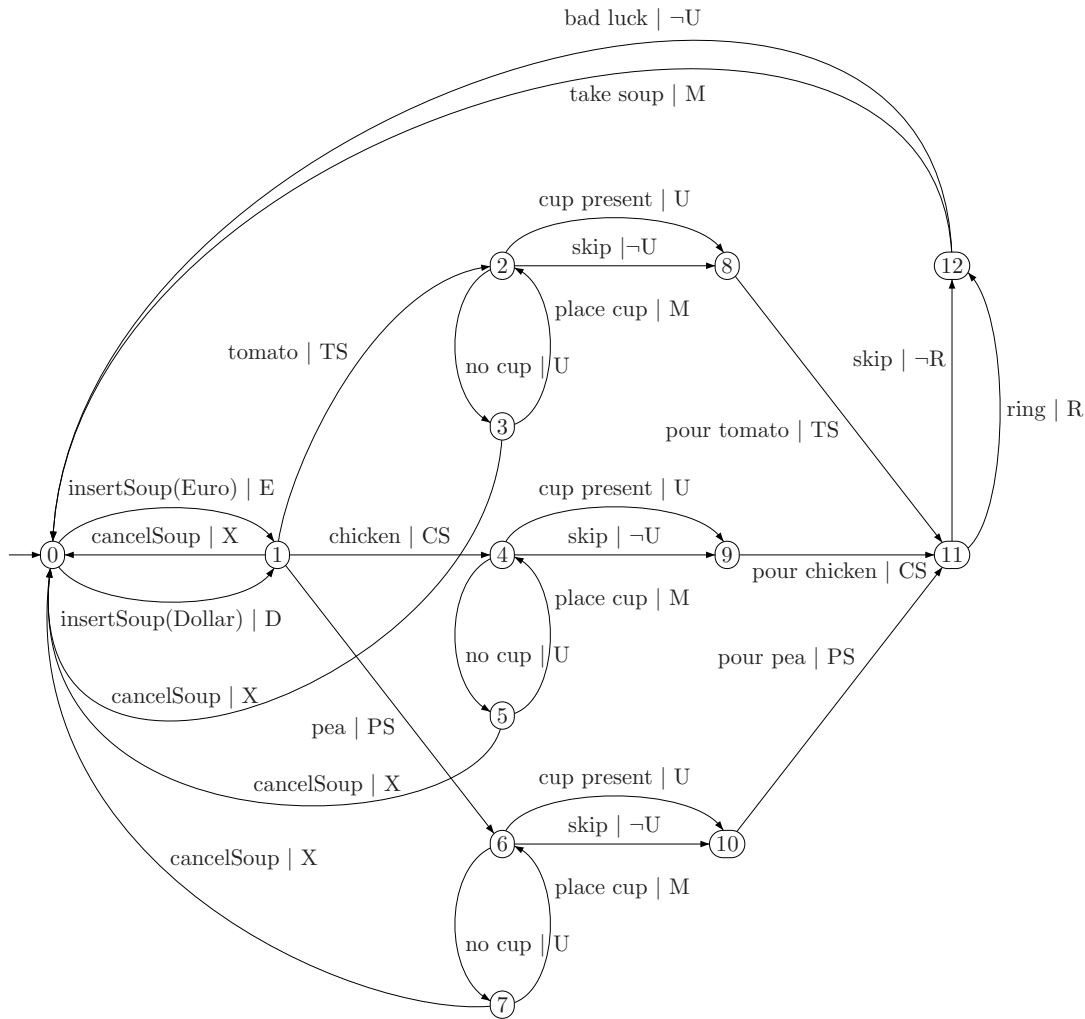 bad luck | ¬U
take soup | M
cup present | U
skip |¬U
2
8
12
place cup | M
tomato | TS
skip | ¬R
no cup | U
ring | R
3
pour tomato | TS
insertSoup(Euro) | E
cup present | U
cancelSoup | X
chicken | CS
skip | ¬U
0
1
4
9
11
pour chicken | CS
place cup | M
insertSoup(Dollar) | D
no cup | U
pour pea | PS
cancelSoup | X
5
pea | PS
cup present | U
cancelSoup | X
skip | ¬U
6
10
cancelSoup | X
place cup | M
no cup | U
7